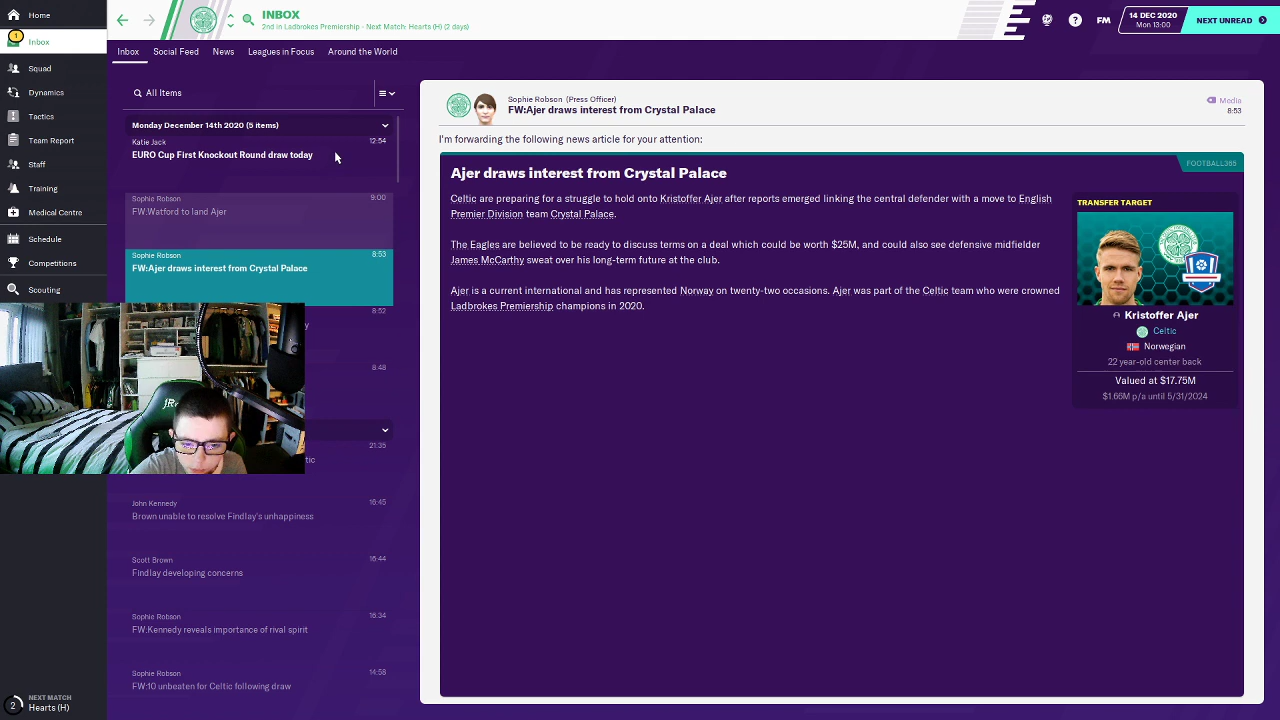 INBOX
2nd in Ladbrokes Premiership - Next Match: Hearts (H) (2 days)
?
FM
14 DEC 2020
Mon 13:00
NEXT UNREAD
Home
1
Inbox
Squad
Dynamics
Team Report
Tactics
Staff
Training
Medical Centre
Schedule
Competitions
Scouting
2
NEXT MATCH
Hearts (H)
Inbox
Social Feed
News
Leagues in Focus
Around the World
All Items
Monday December 14th 2020 (5 items)
Katie Jack
12:54
EURO Cup First Knockout Round draw today
Sophie Robson
9:00
FW:Watford to land Ajer
Sophie Robson
8:53
FW:Ajer draws interest from Crystal Palace
8:52
8:48
21:35
tic
John Kennedy
16:45
Brown unable to resolve Findlay's unhappiness
Scott Brown
16:44
Findlay developing concerns
Sophie Robson
16:34
FW:Kennedy reveals importance of rival spirit
Sophie Robson
14:58
FW:10 unbeaten for Celtic following draw
Sophie Robson (Press Officer)
FW:Ajer draws interest from Crystal Palace
Media
8:53
I'm forwarding the following news article for your attention:
FOOTBALL365
Ajer draws interest from Crystal Palace
Celtic are preparing for a struggle to hold onto Kristoffer Ajer after reports emerged linking the central defender with a move to English
Premier Division team Crystal Palace.
The Eagles are believed to be ready to discuss terms on a deal which could be worth $25M, and could also see defensive midfielder
James McCarthy sweat over his long-term future at the club.
Ajer is a current international and has represented Norway on twenty-two occasions. Ajer was part of the Celtic team who were crowned
Ladbrokes Premiership champions in 2020.
TRANSFER TARGET
Kristoffer Ajer
Celtic
Norwegian
22 year-old center back
Valued at $17.75M
$1.66M p/a until 5/31/2024